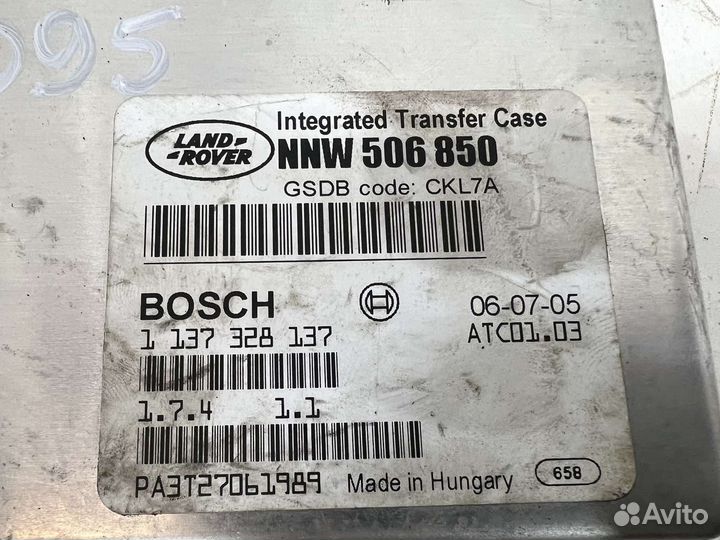 095
LAND-
-ROVER
Integrated Transfer Case
NNW 506 850
GSDB code: CKL7A
BOSCH
06-07-05
1 137 328 137
ATC01.03
1.7.4 1.1
PA3T27061989
Made in Hungary
658
Avito